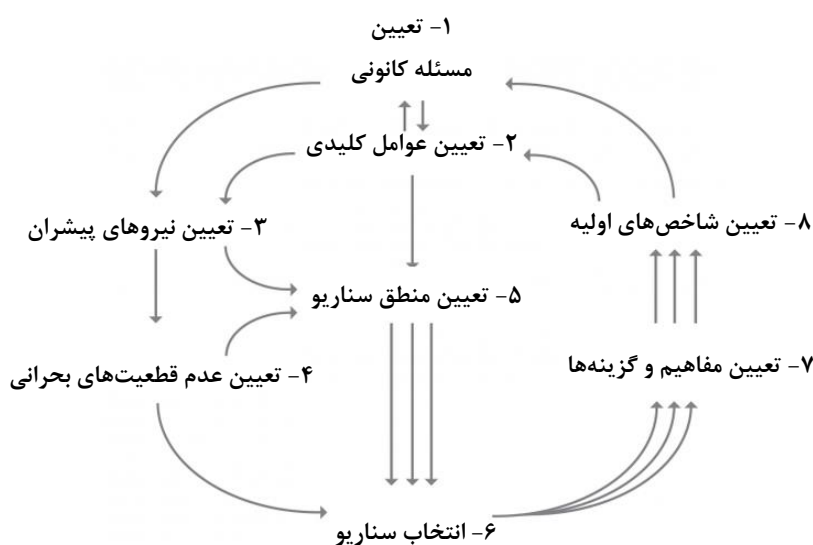 ۱- تعیین
مسئله کانونی
۲- تعیین عوامل کلیدی
۳- تعیین نیروهای پیشران
۸- تعیین شاخص‌های اولیه
۵- تعیین منطق سناریو
۴- تعیین عدم قطعیت‌های بحرانی
۷- تعیین مفاهیم و گزینه‌ها
۶- انتخاب سناریو